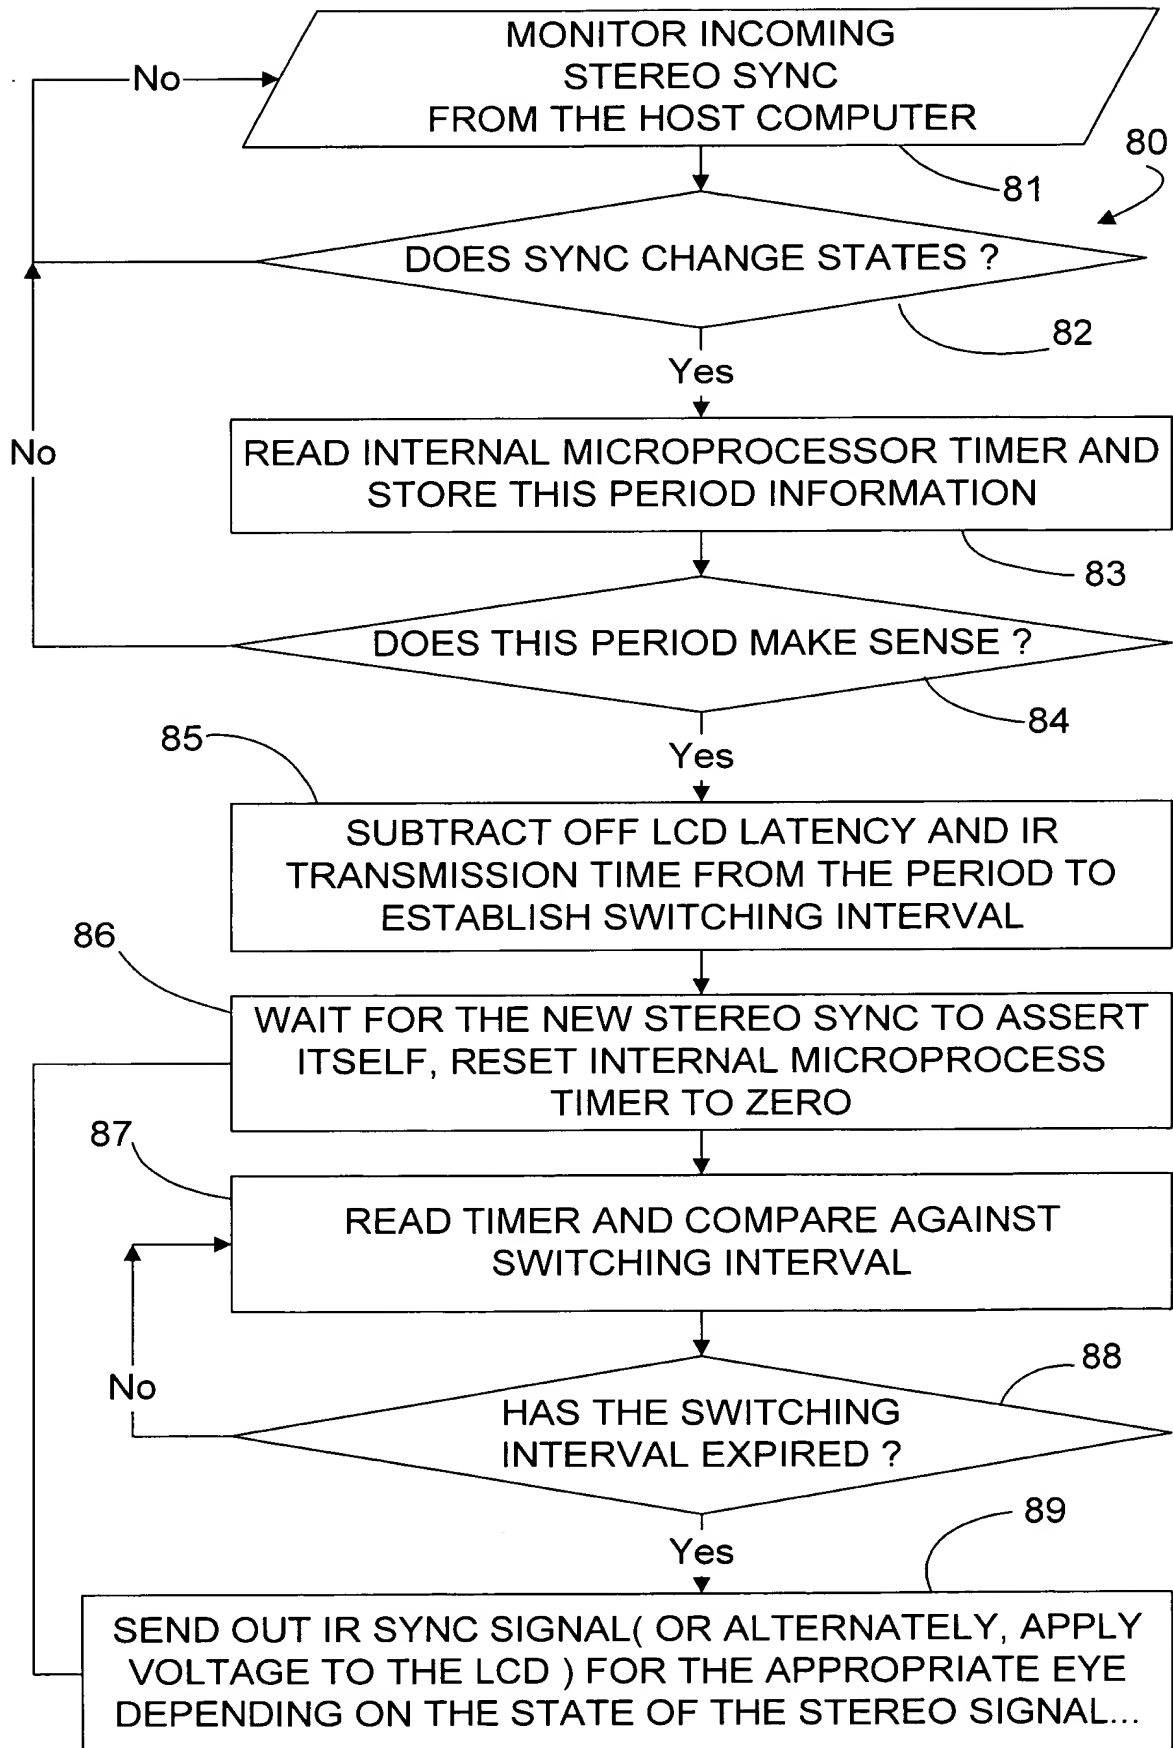 MONITOR INCOMING
STEREO SYNC
FROM THE HOST COMPUTER
No
80
81
DOES SYNC CHANGE STATES ?
82
Yes
No
READ INTERNAL MICROPROCESSOR TIMER AND
STORE THIS PERIOD INFORMATION
83
DOES THIS PERIOD MAKE SENSE ?
84
85
Yes
SUBTRACT OFF LCD LATENCY AND IR
TRANSMISSION TIME FROM THE PERIOD TO
ESTABLISH SWITCHING INTERVAL
86
WAIT FOR THE NEW STEREO SYNC TO ASSERT
ITSELF, RESET INTERNAL MICROPROCESS
TIMER TO ZERO
87
READ TIMER AND COMPARE AGAINST
SWITCHING INTERVAL
88
No
HAS THE SWITCHING
INTERVAL EXPIRED ?
89
Yes
SEND OUT IR SYNC SIGNAL( OR ALTERNATELY, APPLY
VOLTAGE TO THE LCD ) FOR THE APPROPRIATE EYE
DEPENDING ON THE STATE OF THE STEREO SIGNAL...